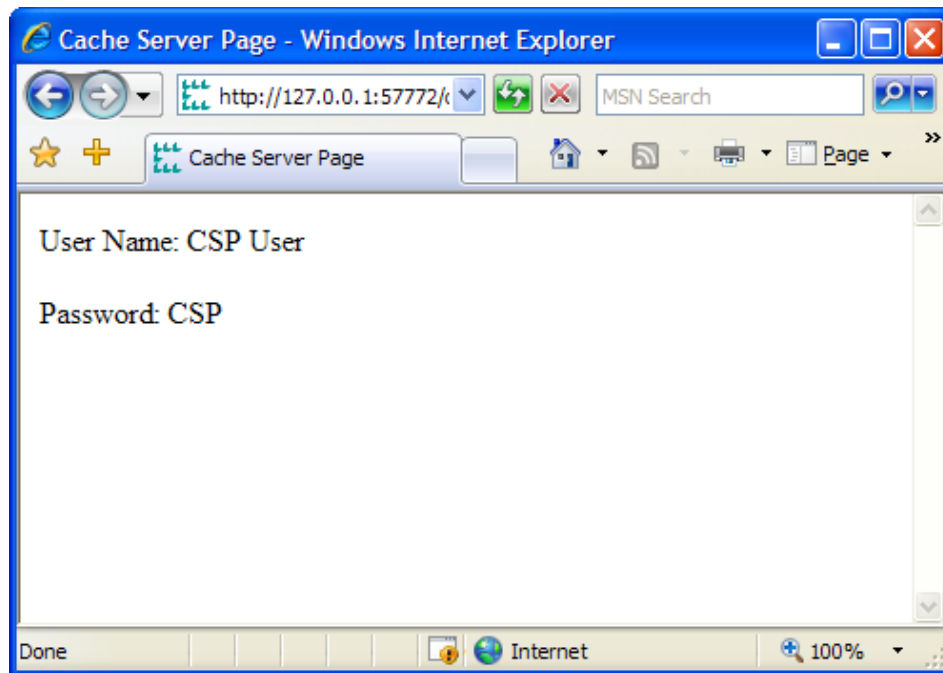 Cache Server Page - Windows Internet Explorer
http://127.0.0.1:57772/c
MSN Search
Cache Server Page
Page
User Name: CSP User
Password: CSP
Done
Internet
100%